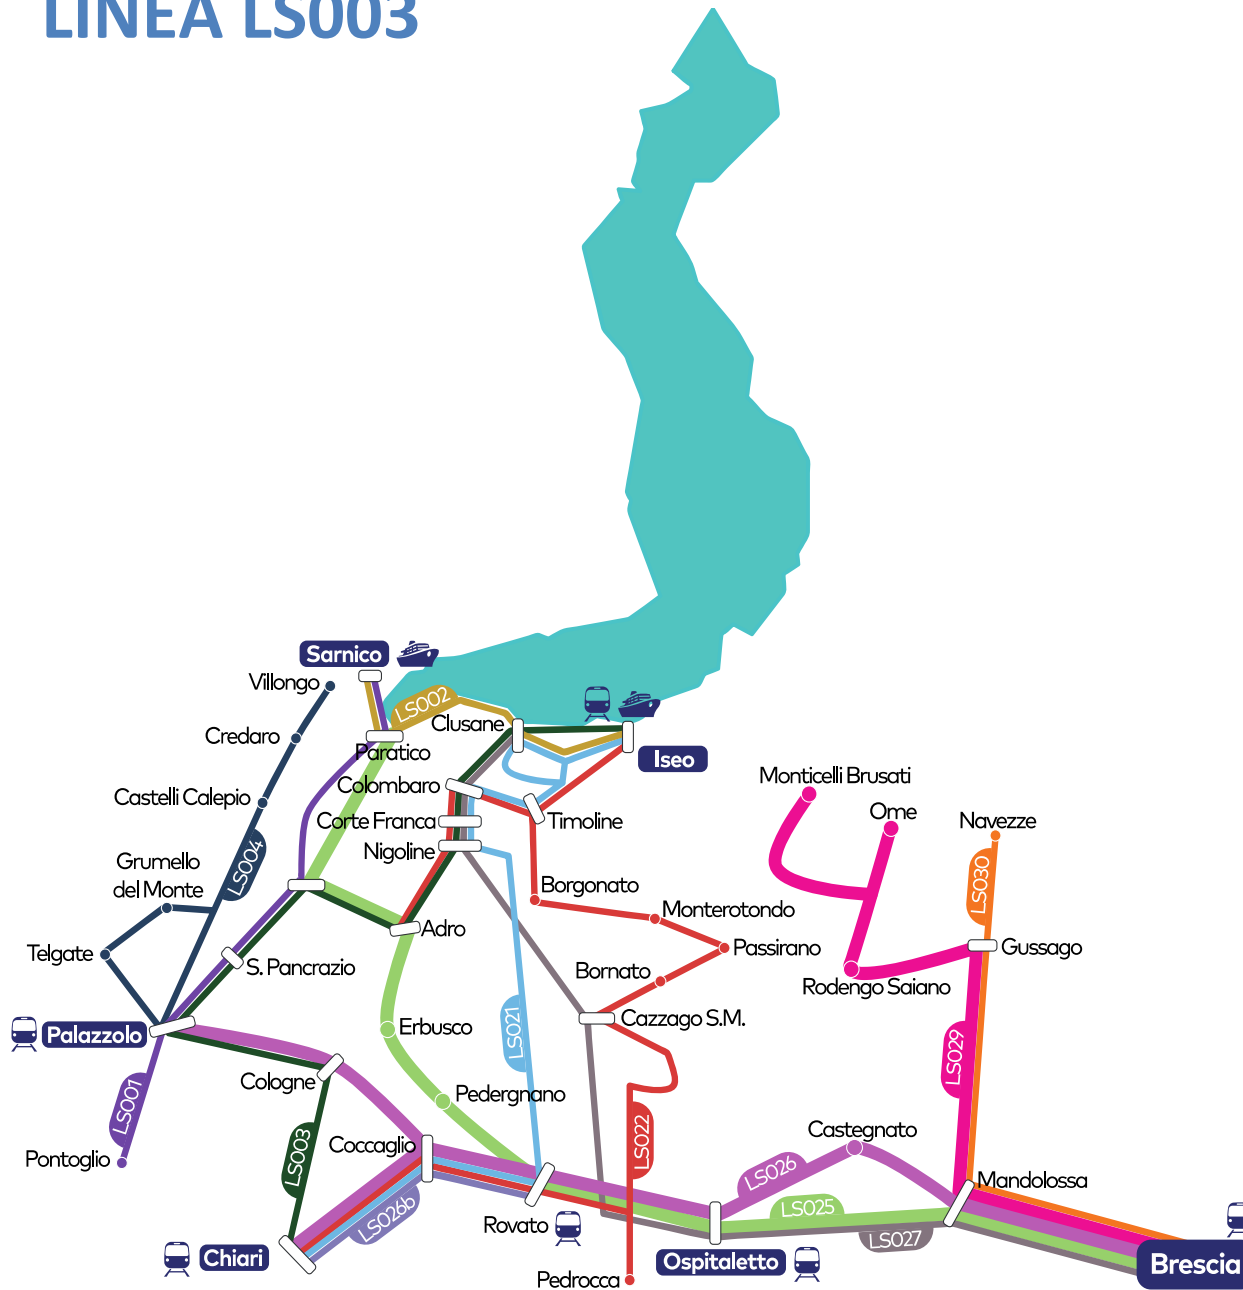 LINEA LS003
Sarnico
Villongo
LS002
Clusane
Credaro
Paratico
Iseo
Colombaro
Monticelli Brusati
Castelli Calepio
Corte Franca
Timoline
Ome
Navezze
Nigoline
Grumello
del Monte
LS004
LS030
Borgonato
Monterotondo
Adro
Gussago
Telgate
S. Pancrazio
Passirano
Bornato
Rodengo Saiano
Palazzolo
Erbusco
LS021
Cazzago S.M.
LS029
Cologne
LS001
Pedergnano
Pontoglio
LS003
Coccaglio
LS022
Castegnato
LS026
Mandolossa
LS026b
Rovato
LS025
LS027
Chiari
Ospitaletto
Brescia
Pedrocca